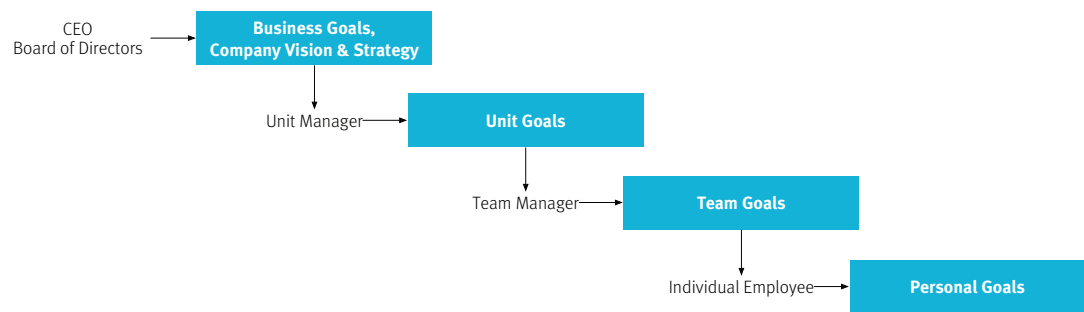 CEO
Board of Directors
Business Goals,
Company Vision & Strategy
Unit Manager
Unit Goals
Team Manager
Team Goals
Individual Employee
Personal Goals